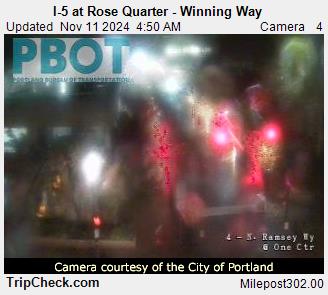 I-5 at Rose Quarter - Winning Way
Updated Nov 11 2024 4:50 AM Camera 4
PBOT
PORTLAND BUREAU OF TRANSPORTATION
4 - N. Ramsey Wy
@ One Ctr
Camera courtesy of the City of Portland
TripCheck.com Milepost302.00